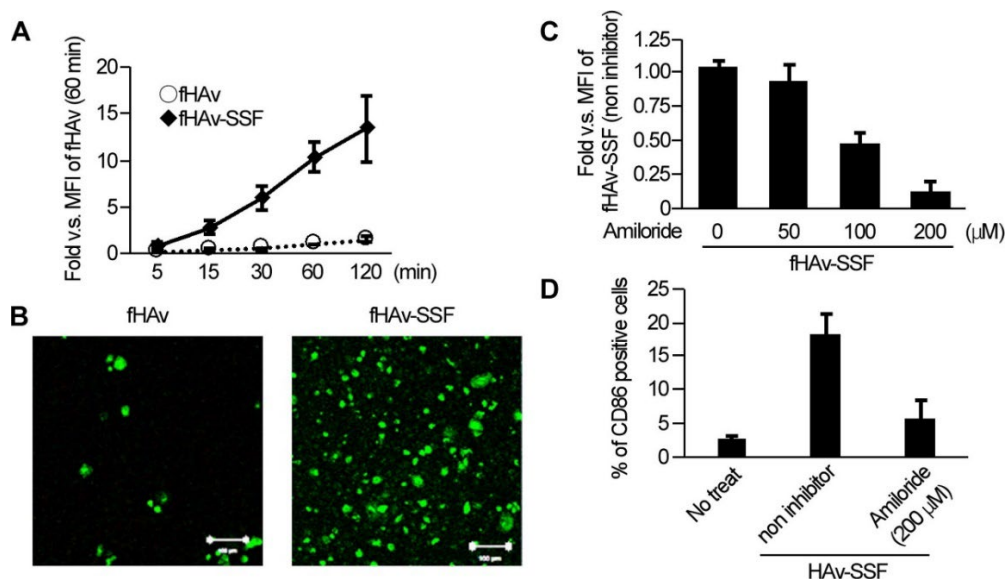 A
Fold v.s. MFI of fHAv (60 min)
20
15
10
5
0
fHAv
fHAv-SSF
5 15 30 60 120 (min)
B
fHAv fHAv-SSF
100 μm
C
Fold v.s. MFI of
fHAv-SSF (non inhibitor)
1.25
1.00
0.75
0.50
0.25
0
Amiloride 0 50 100 200 (μM)
fHAv-SSF
D
% of CD86 positive cells
25
20
15
10
5
0
No treat
non inhibitor
Amiloride
(200 μM)
HAv-SSF